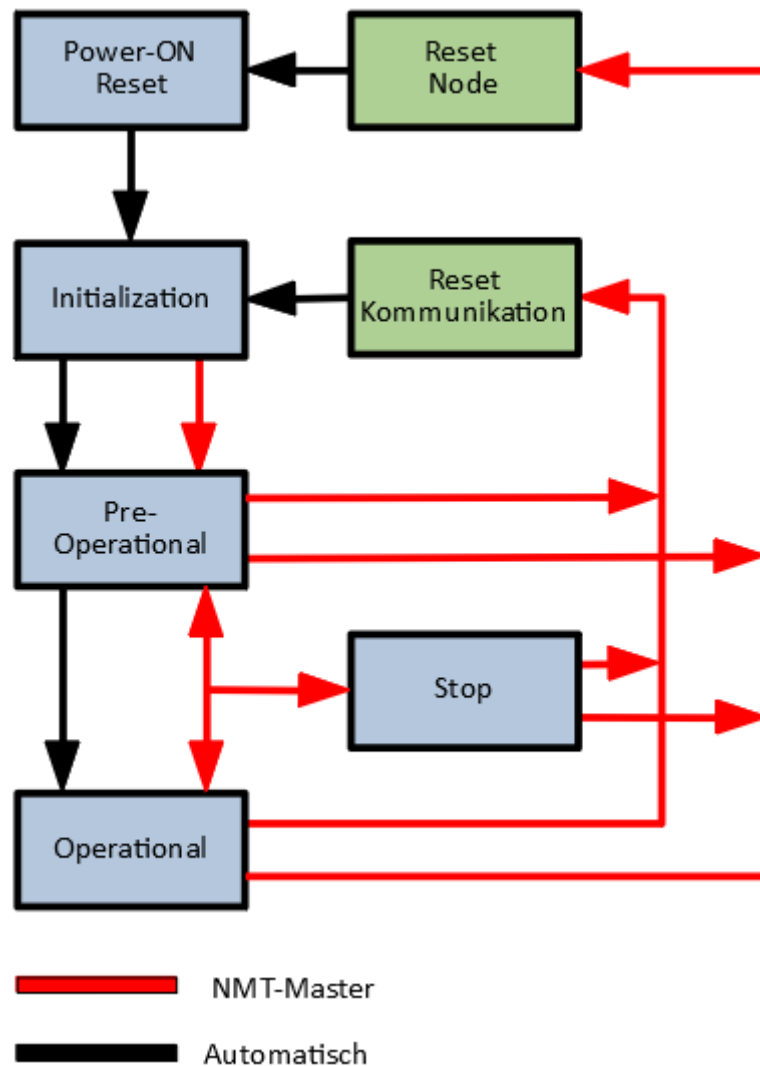 Power-ON
Reset
Reset
Node
Initialization
Reset
Kommunikation
Pre-
Operational
Stop
Operational
NMT-Master
Automatisch